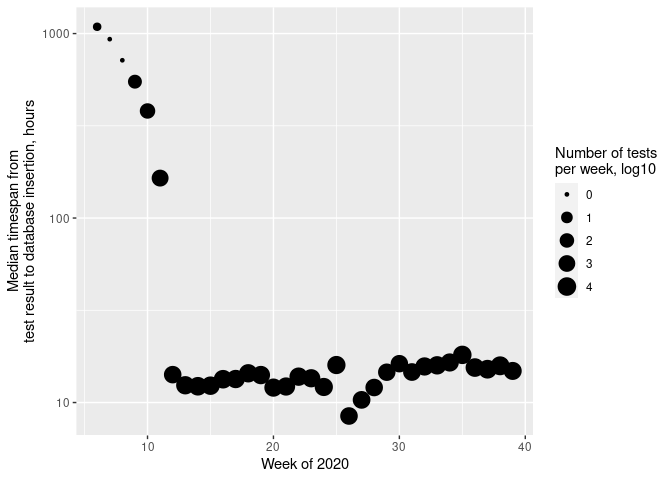 1000
100
10
Median timespan from
test result to database insertion, hours
10
20
30
40
Week of 2020
Number of tests
per week, log10
0
1
2
3
4